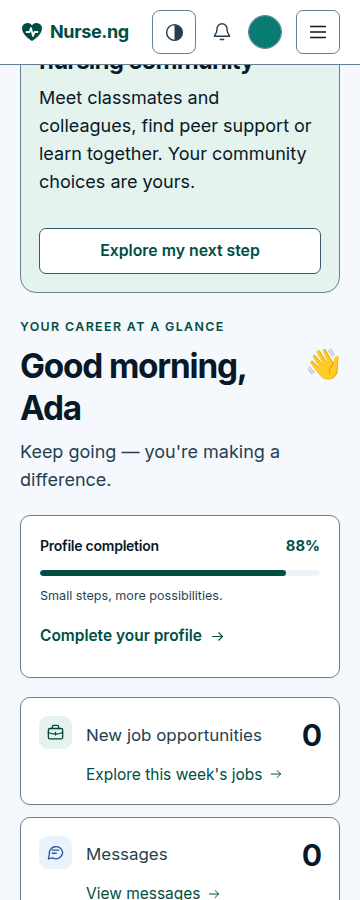 Nurse.ng
nursing community
Meet classmates and
colleagues, find peer support or
learn together. Your community
choices are yours.
Explore my next step
YOUR CAREER AT A GLANCE
Good morning,
Ada
Keep going — you're making a
difference.
Profile completion 88%
Small steps, more possibilities.
Complete your profile →
New job opportunities 0
Explore this week's jobs →
Messages 0
View messages →